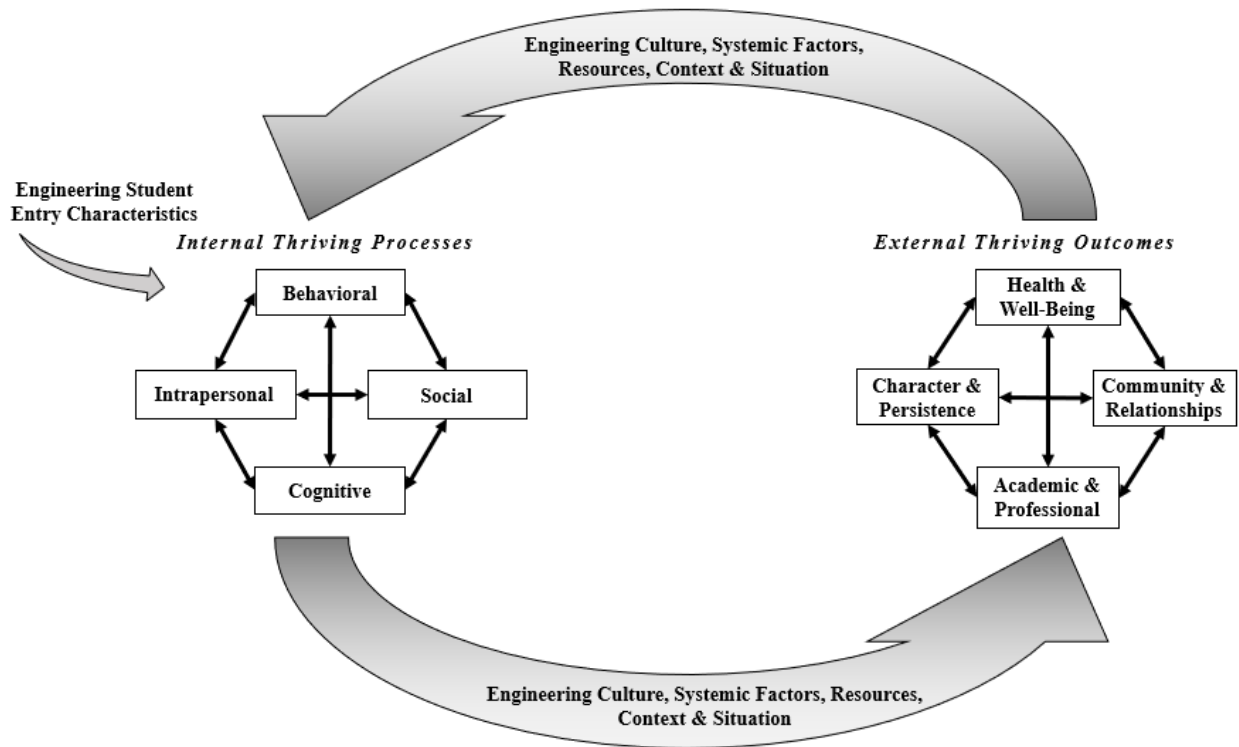 Engineering Culture, Systemic Factors,
Resources, Context & Situation
Engineering Student
Entry Characteristics
Internal Thriving Processes
External Thriving Outcomes
Behavioral
Intrapersonal
Social
Cognitive
Health &
Well-Being
Character &
Persistence
Community &
Relationships
Academic &
Professional
Engineering Culture, Systemic Factors, Resources,
Context & Situation